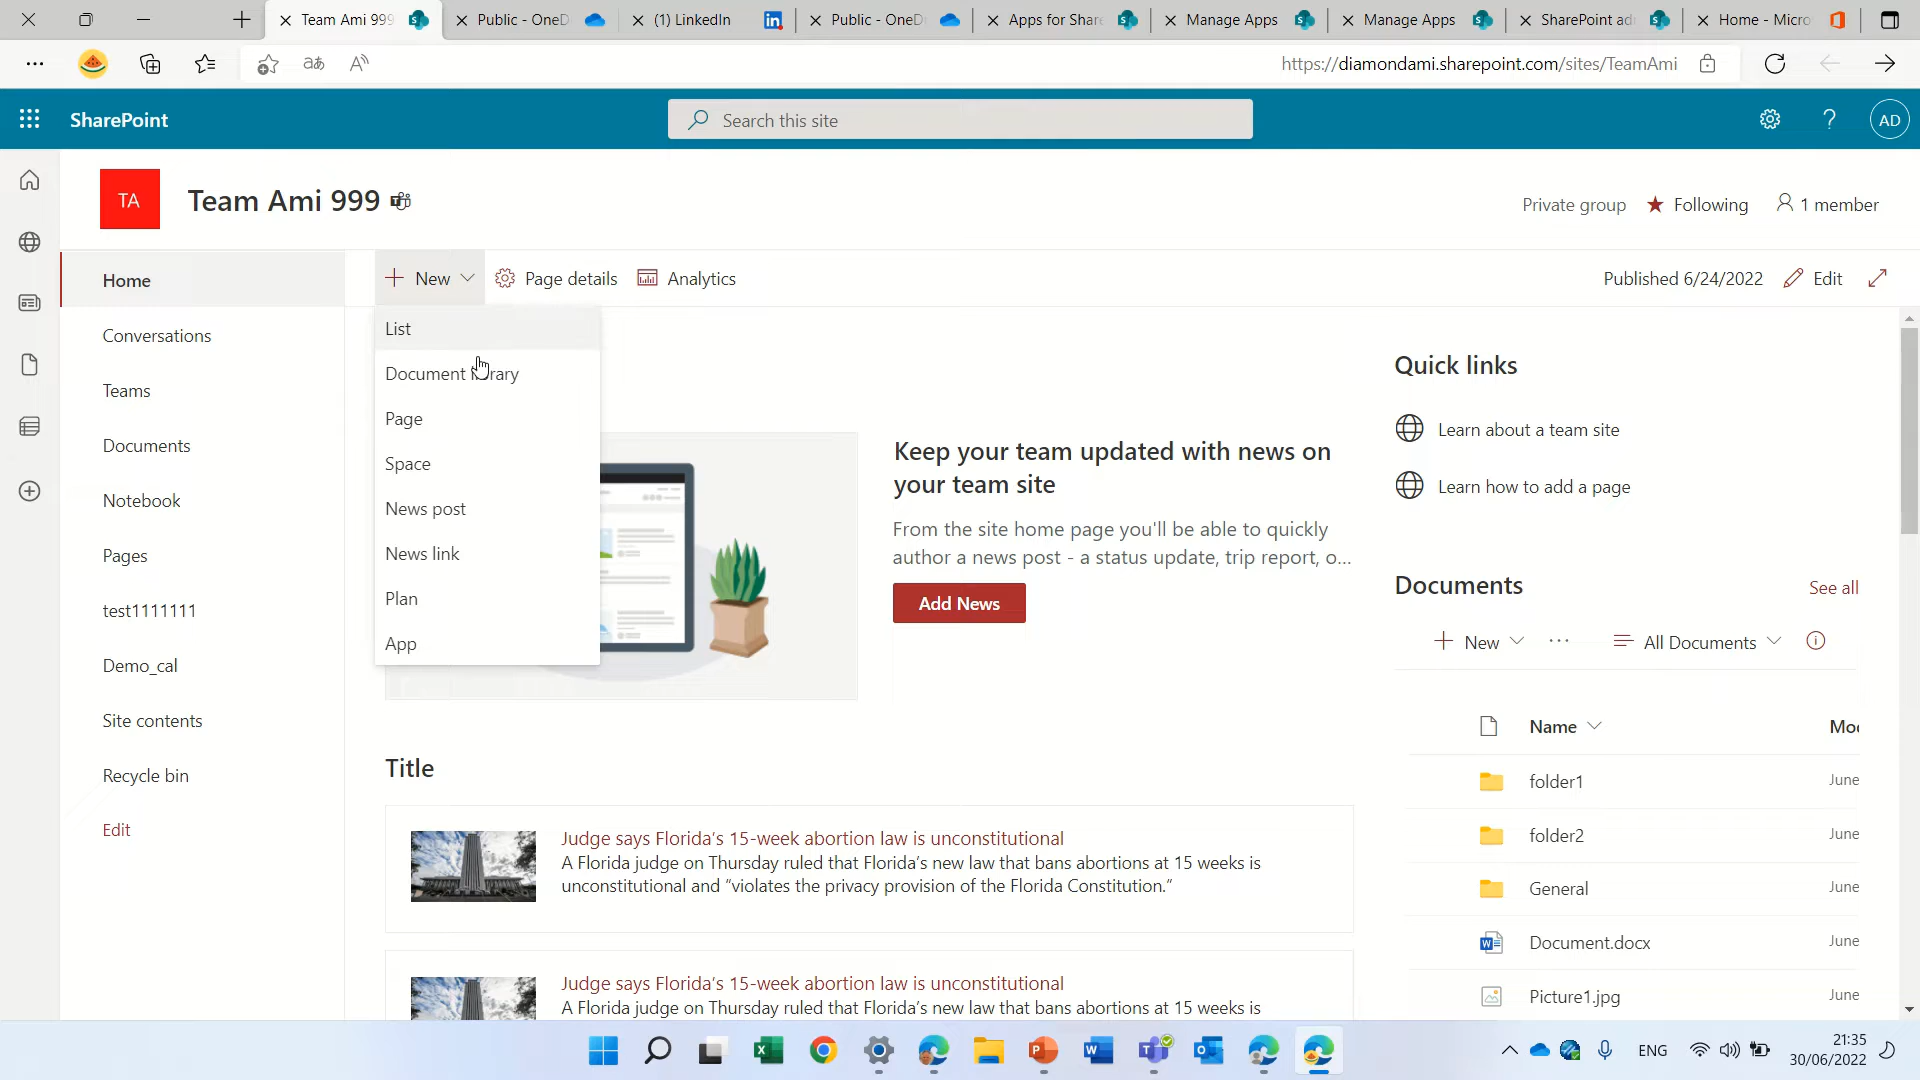 Team Ami 999
Public - OneD
(1) LinkedIn
Public - OneD
Apps for Share
Manage Apps
Manage Apps
SharePoint ad
Home - Micro
https://diamondami.sharepoint.com/sites/TeamAmi
SharePoint
Search this site
AD
TA
Team Ami 999
Private group
Following
1 member
Home
Conversations
Teams
Documents
Notebook
Pages
test1111111
Demo_cal
Site contents
Recycle bin
Edit
New
Page details
Analytics
Published 6/24/2022
Edit
List
Document library
Page
Space
News post
News link
Plan
App
Keep your team updated with news on
your team site
From the site home page you'll be able to quickly
author a news post - a status update, trip report, o...
Add News
Title
Judge says Florida's 15-week abortion law is unconstitutional
A Florida judge on Thursday ruled that Florida's new law that bans abortions at 15 weeks is
unconstitutional and "violates the privacy provision of the Florida Constitution."
Judge says Florida's 15-week abortion law is unconstitutional
A Florida judge on Thursday ruled that Florida's new law that bans abortions at 15 weeks is
Quick links
Learn about a team site
Learn how to add a page
Documents
See all
New
All Documents
Name
Mod
folder1
June
folder2
June
General
June
Document.docx
June
Picture1.jpg
June
ENG
21:35
30/06/2022